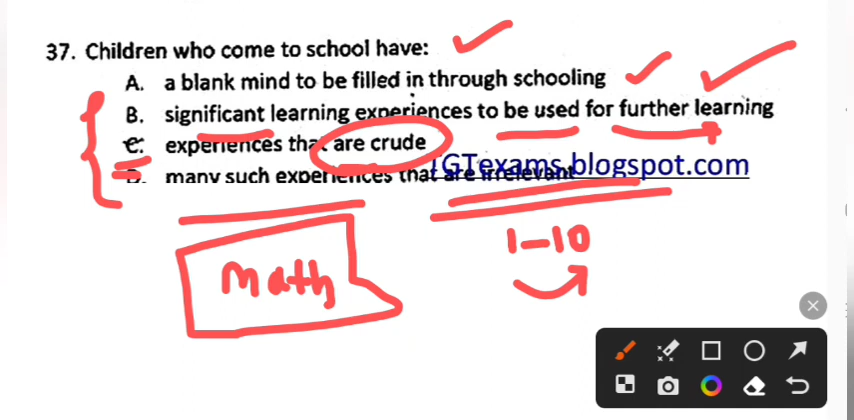 37. Children who come to school have:
A. a blank mind to be filled in through schooling
B. significant learning experiences to be used for further learning
C. experiences that are crude
D. many such experiences that are irrelevant
TGTexams.blogspot.com
1-10
math